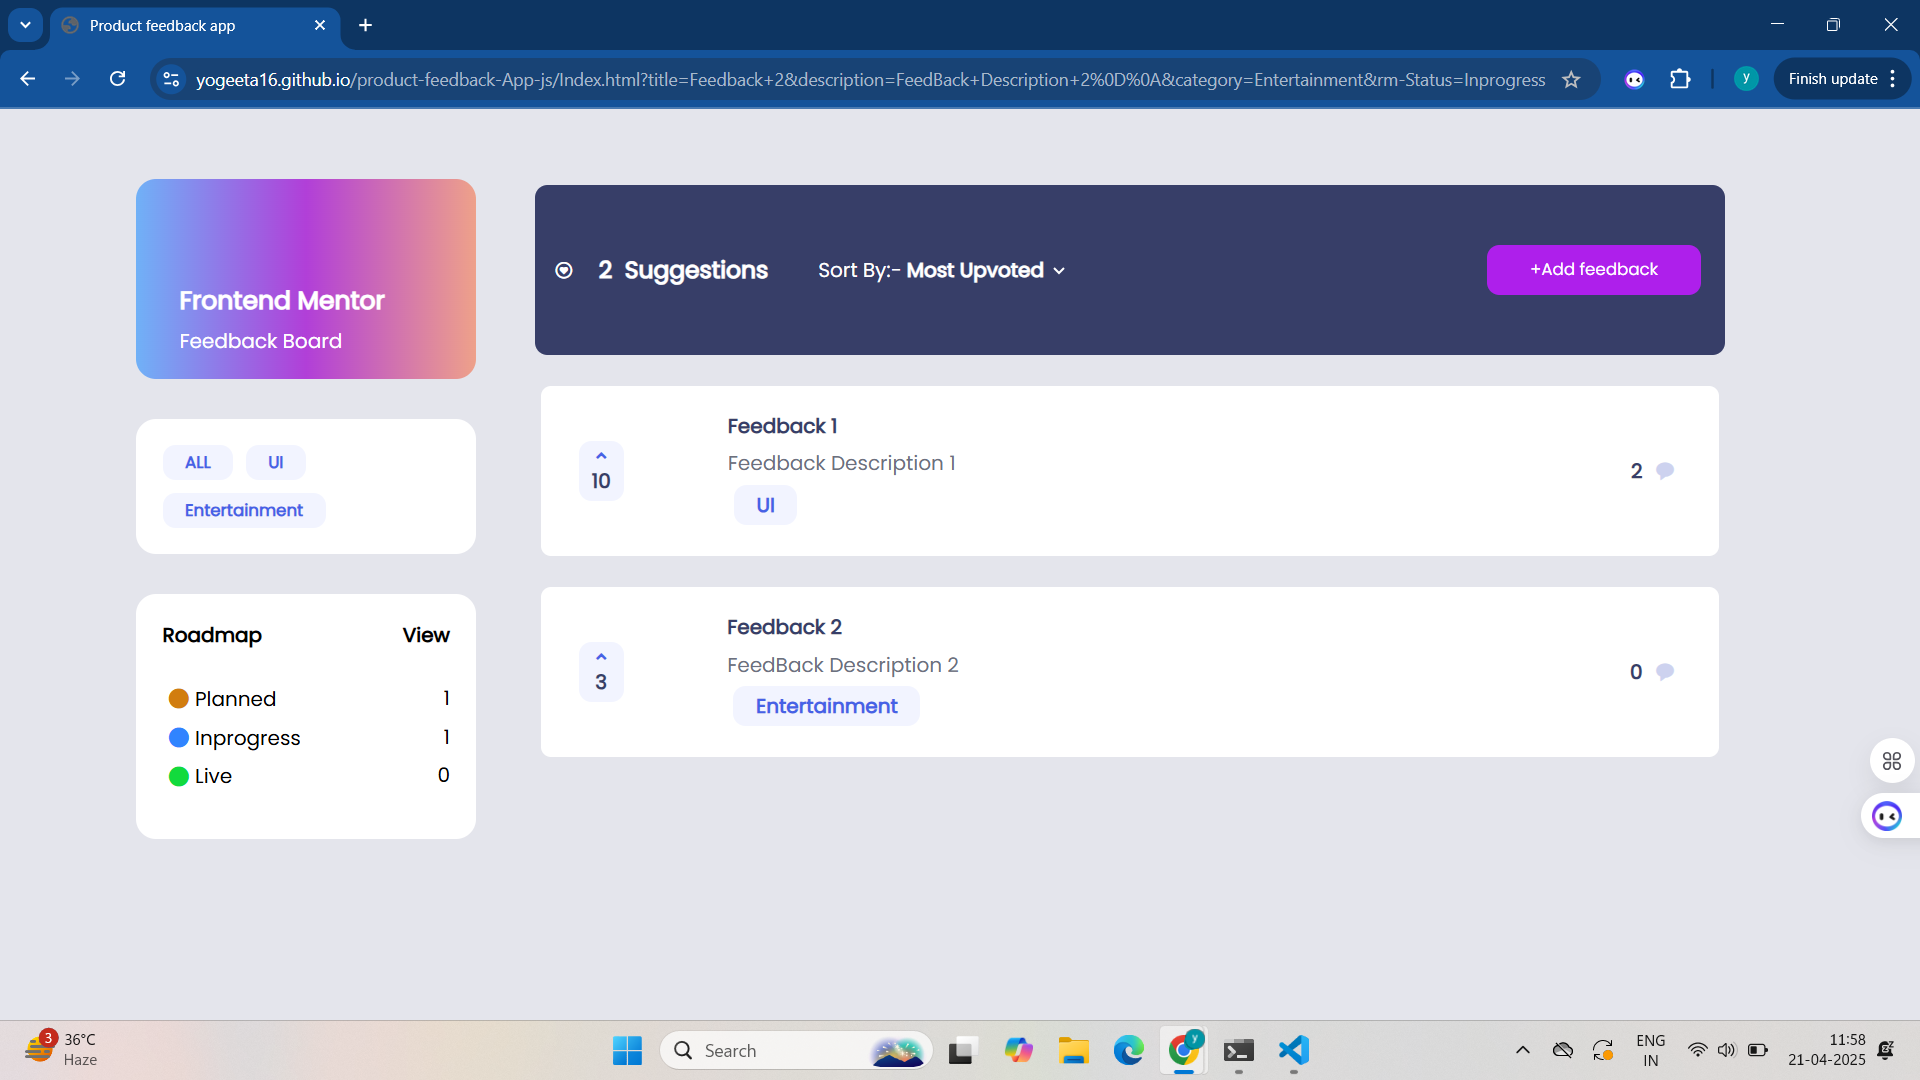 Product feedback app
yogeeta16.github.io/product-feedback-App-js/Index.html?title=Feedback+2&description=FeedBack+Description+2%0D%0A&category=Entertainment&rm-Status=Inprogress
y
Finish update
Frontend Mentor
Feedback Board
2 Suggestions
Sort By:- Most Upvoted
+Add feedback
ALL
UI
Entertainment
Roadmap
View
Planned 1
Inprogress 1
Live 0
Feedback 1
Feedback Description 1
UI
10
2
Feedback 2
FeedBack Description 2
Entertainment
3
0
3
36°C
Haze
Search
y
ENG
IN
11:58
21-04-2025